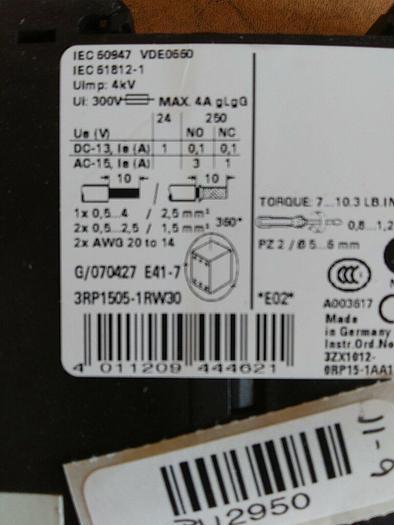 IEC 60947 VDE0660
IEC 61812-1
Uimp: 4kV
Ui: 300V MAX. 4A gLgG
24 250
Ue (V) NO NC
DC-13, Ie (A) 1 0,1 0,1
AC-15, Ie (A) 3 1
10 10
1x 0,5...4 / 2,5 mm²
2x 0,5...2,5 / 1,5 mm²
2x AWG 20 to 14
360°
G/070427 E41-7
3RP1505-1RW30
*E02*
4 011209 444621
TORQUE: 7...10.3 LB.IN
0,8...1,2
PZ 2 / Ø 5...6 mm
CCC
A003617
Made
in Germany
Instr.Ord.No
3ZX1012-
0RP15-1AA1
J1-9
2950